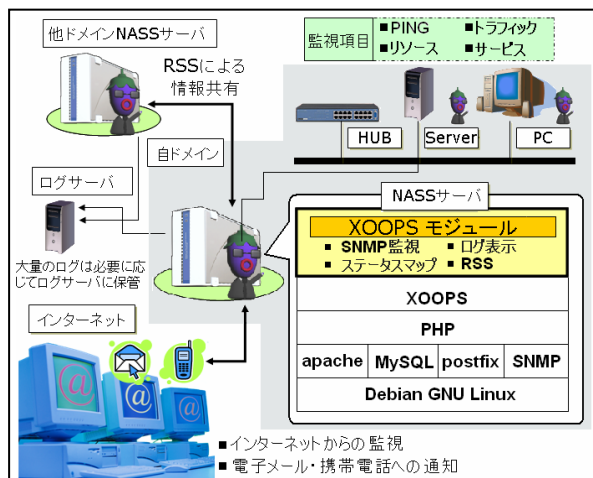 他ドメインNASSサーバ
監視項目
■PING
■トラフィック
■リソース
■サービス
RSSによる
情報共有
HUB
Server
PC
自ドメイン
ログサーバ
大量のログは必要に応
じてログサーバに保管
NASSサーバ
XOOPS モジュール
■ SNMP監視
■ ログ表示
■ ステータスマップ
■ RSS
XOOPS
PHP
apache
MySQL
postfix
SNMP
Debian GNU Linux
インターネット
@
@
@
■インターネットからの監視
■電子メール・携帯電話への通知